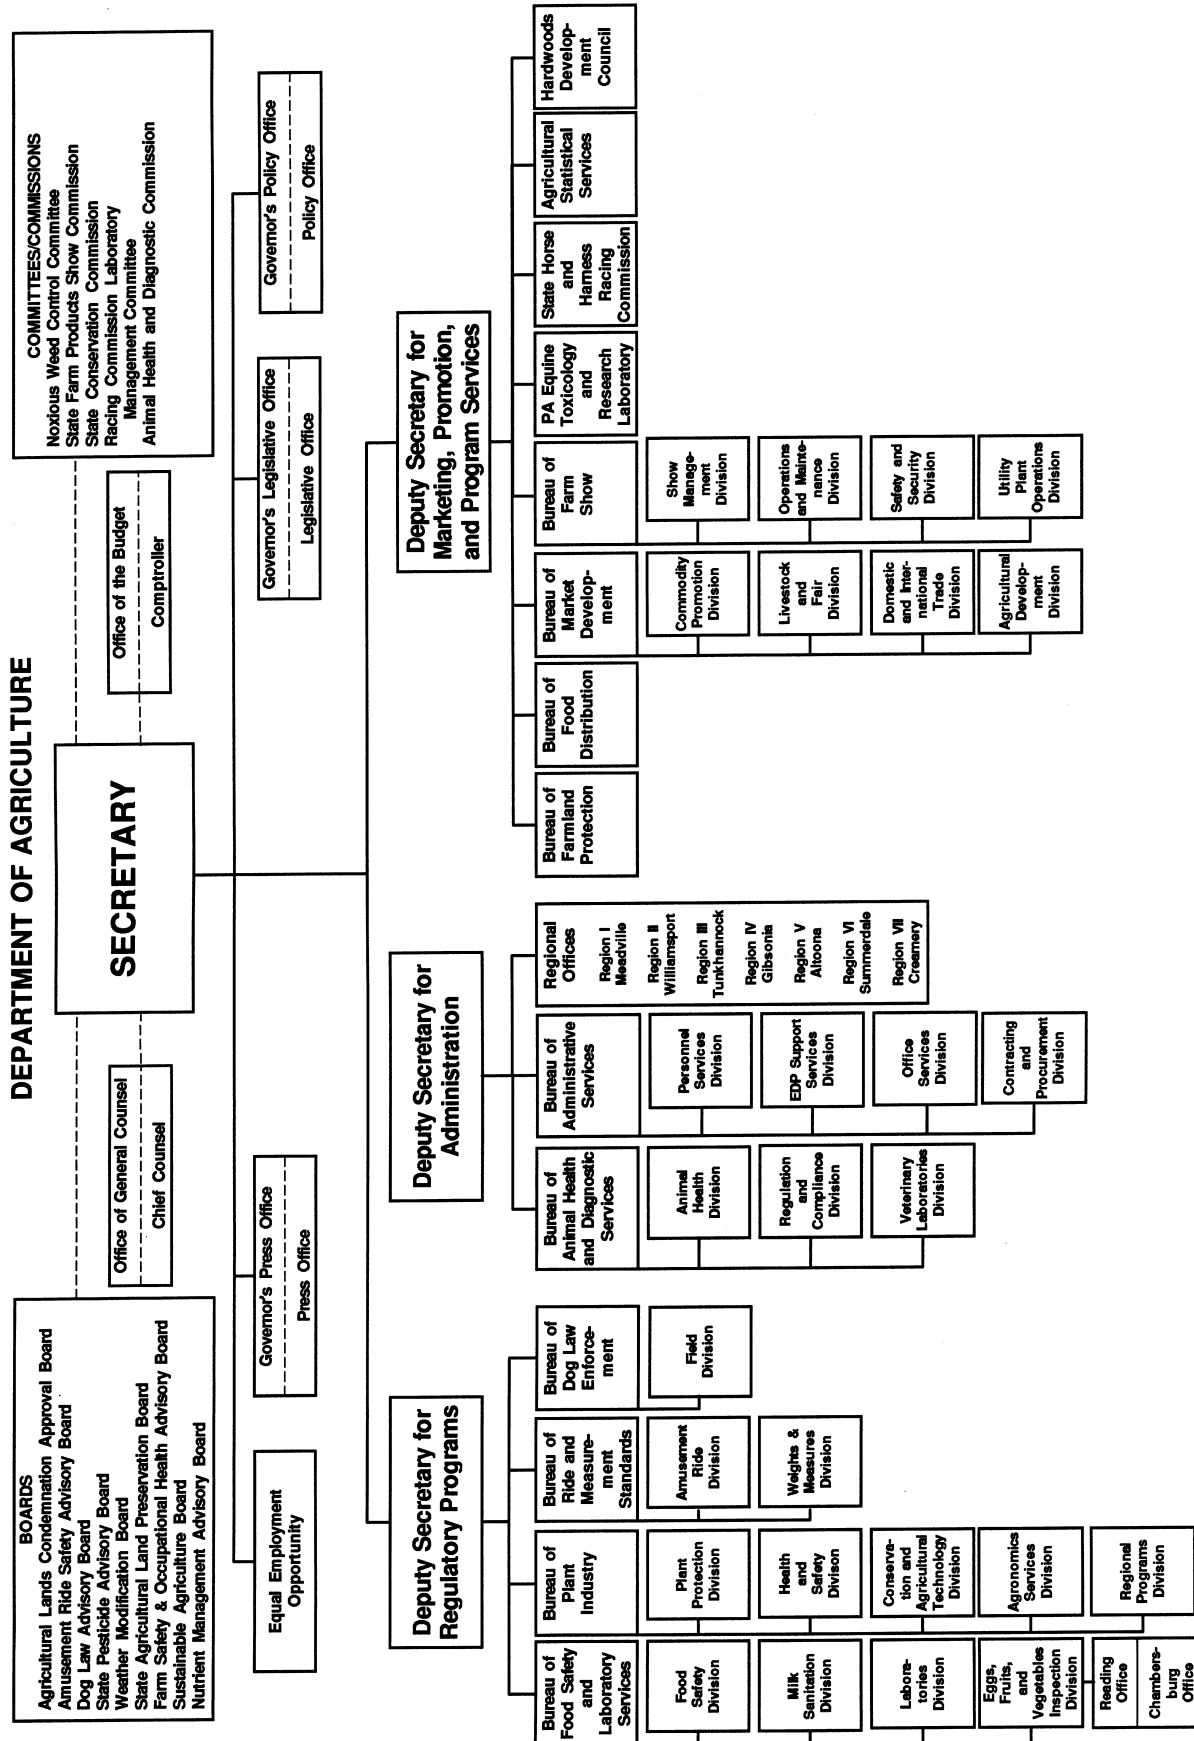 DEPARTMENT OF AGRICULTURE
BOARDS
Agricultural Lands Condemnation Approval Board
Amusement Ride Safety Advisory Board
Dog Law Advisory Board
State Pesticide Advisory Board
Weather Modification Board
State Agricultural Land Preservation Board
Farm Safety & Occupational Health Advisory Board
Sustainable Agriculture Board
Nutrient Management Advisory Board
SECRETARY
COMMITTEES/COMMISSIONS
Noxious Weed Control Committee
State Farm Products Show Commission
State Conservation Commission
Racing Commission Laboratory
Management Committee
Animal Health and Diagnostic Commission
Office of General Counsel
Chief Counsel
Office of the Budget
Comptroller
Equal Employment
Opportunity
Governor's Press Office
Press Office
Governor's Legislative Office
Legislative Office
Governor's Policy Office
Policy Office
Deputy Secretary for
Regulatory Programs
Deputy Secretary for
Administration
Deputy Secretary for
Marketing, Promotion,
and Program Services
Bureau of
Food Safety
and
Laboratory
Services
Food
Safety
Division
Milk
Sanitation
Division
Labora-
tories
Division
Eggs,
Fruits,
and
Vegetables
Inspection
Division
Reading
Office
Chambers-
burg
Office
Bureau of
Plant
Industry
Plant
Protection
Division
Health
and
Safety
Divison
Conserva-
tion and
Agricultural
Technology
Division
Agronomics
Services
Division
Regional
Programs
Division
Bureau of
Ride and
Measure-
ment
Standards
Amusement
Ride
Division
Weights &
Measures
Division
Bureau of
Dog Law
Enforce-
ment
Field
Division
Bureau of
Animal Health
and Diagnostic
Services
Animal
Health
Division
Regulation
and
Compliance
Division
Veterinary
Laboratories
Division
Bureau of
Administrative
Services
Personnel
Services
Division
EDP Support
Services
Division
Office
Services
Division
Contracting
and
Procurement
Division
Regional
Offices
Region I
Meadville
Region II
Williamsport
Region III
Tunkhannock
Region IV
Gibsonia
Region V
Altoona
Region VI
Summerdale
Region VII
Creamery
Bureau of
Farmland
Protection
Bureau of
Food
Distribution
Bureau of
Market
Develop-
ment
Commodity
Promotion
Division
Livestock
and
Fair
Division
Domestic
and Inter-
national
Trade
Division
Agricultural
Develop-
ment
Division
Bureau of
Farm
Show
Show
Manage-
ment
Division
Operations
and Mainte-
nance
Division
Safety and
Security
Division
Utility
Plant
Operations
Division
PA Equine
Toxicology
and
Research
Laboratory
State Horse
and
Harness
Racing
Commission
Agricultural
Statistical
Services
Hardwoods
Develop-
ment
Council